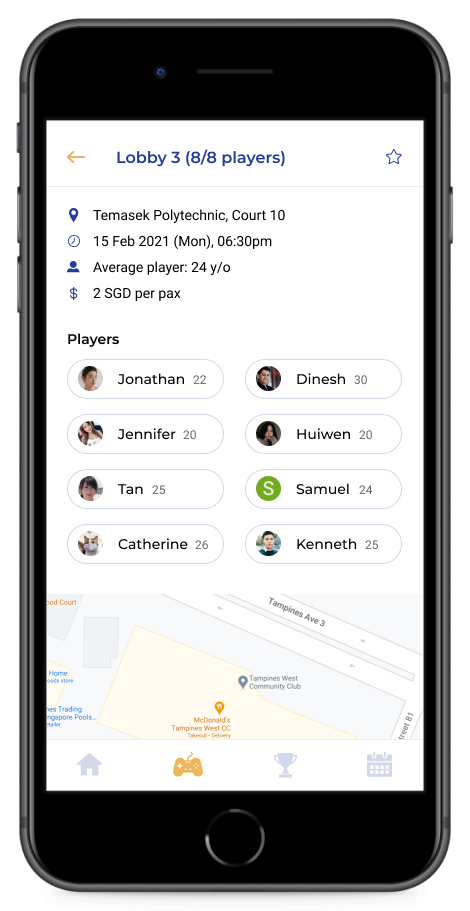 Lobby 3 (8/8 players)
Temasek Polytechnic, Court 10
15 Feb 2021 (Mon), 06:30pm
Average player: 24 y/o
$ 2 SGD per pax
Players
Jonathan 22
Dinesh 30
Jennifer 20
Huiwen 20
Tan 25
S Samuel 24
Catherine 26
Kenneth 25
ood Court
Tampines Ave 3
Home
oods store
Tampines West
Community Club
nes Trading
ngapore Pools...
etailer
McDonald's
Tampines West CC
Takeout • Delivery
treet 81